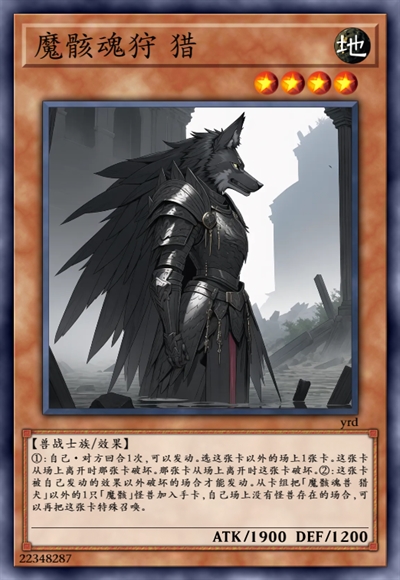 魔骸魂狩 猎
地
yrd
【兽战士族/效果】
①:自己·对方回合1次,可以发动。选这张卡以外的场上1张卡。这张卡
从场上离开时那张卡破坏。那张卡从场上离开时这张卡破坏。②:这张卡
被自己发动的效果以外破坏的场合才能发动。从卡组把「魔骸魂兽 猎
犬」以外的1只「魔骸」怪兽加入手卡,自己场上没有怪兽存在的场合,可
以再把这张卡特殊召唤。
ATK/1900 DEF/1200
22348287